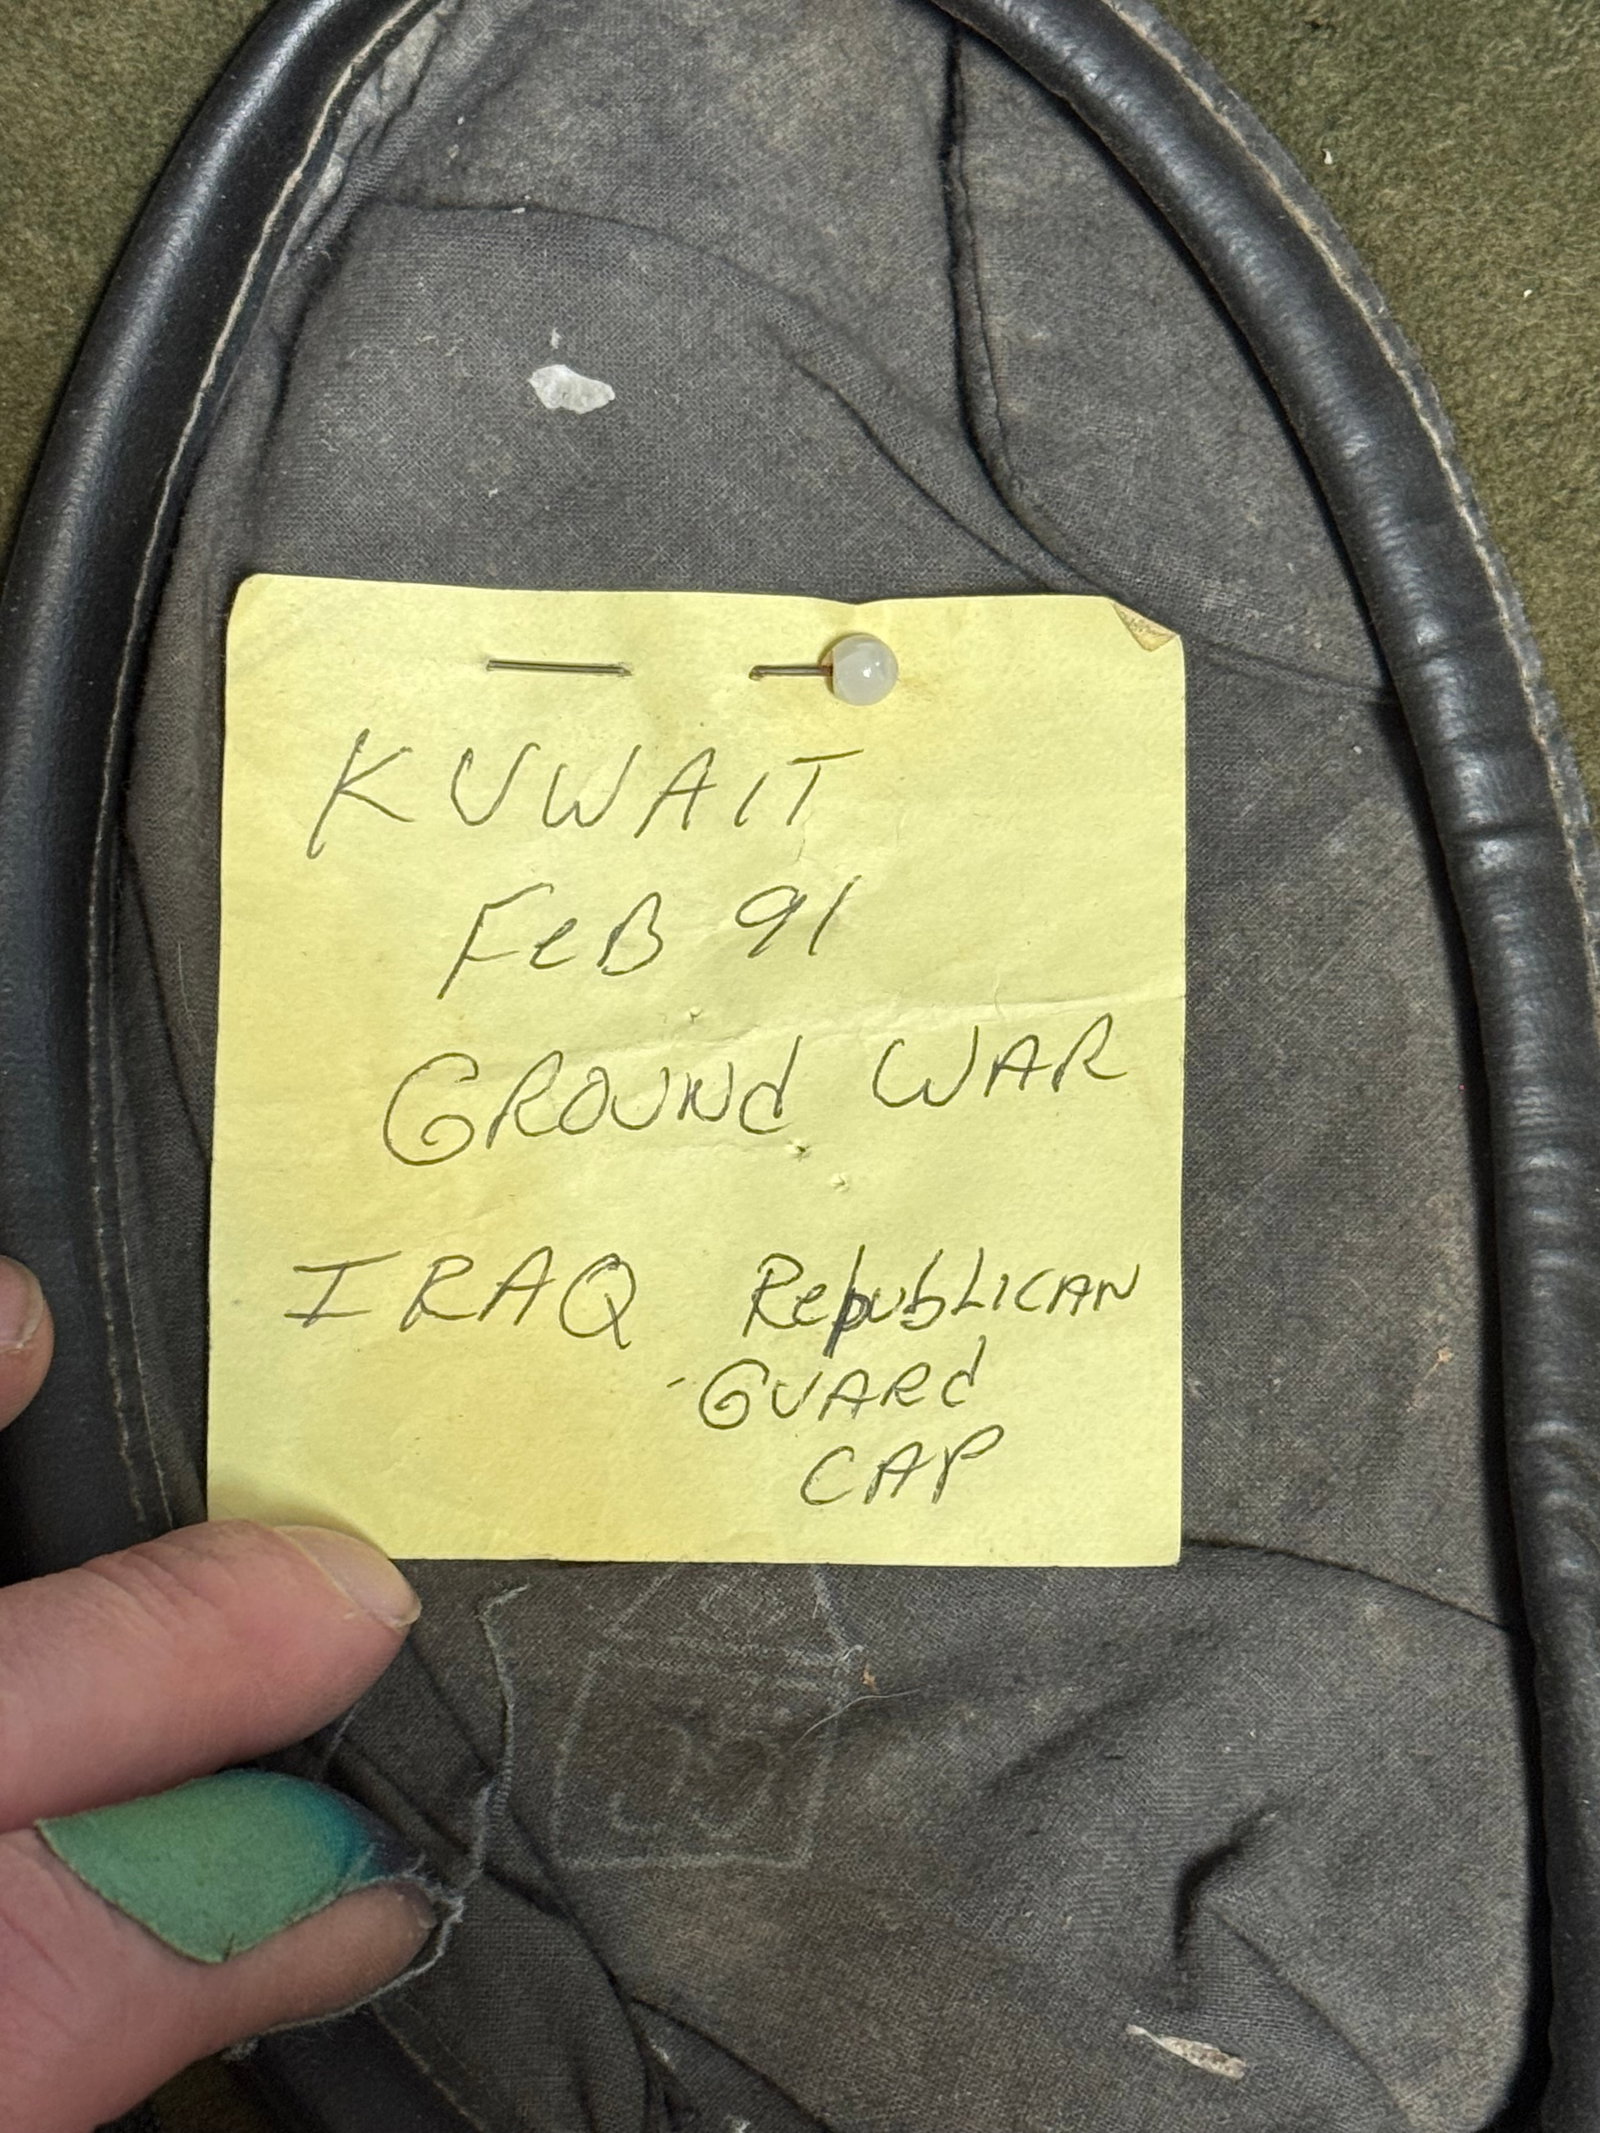 KUWAIT
FeB 91
GROUNd WAR
IRAQ RepubLICAN
-GUARd
CAP